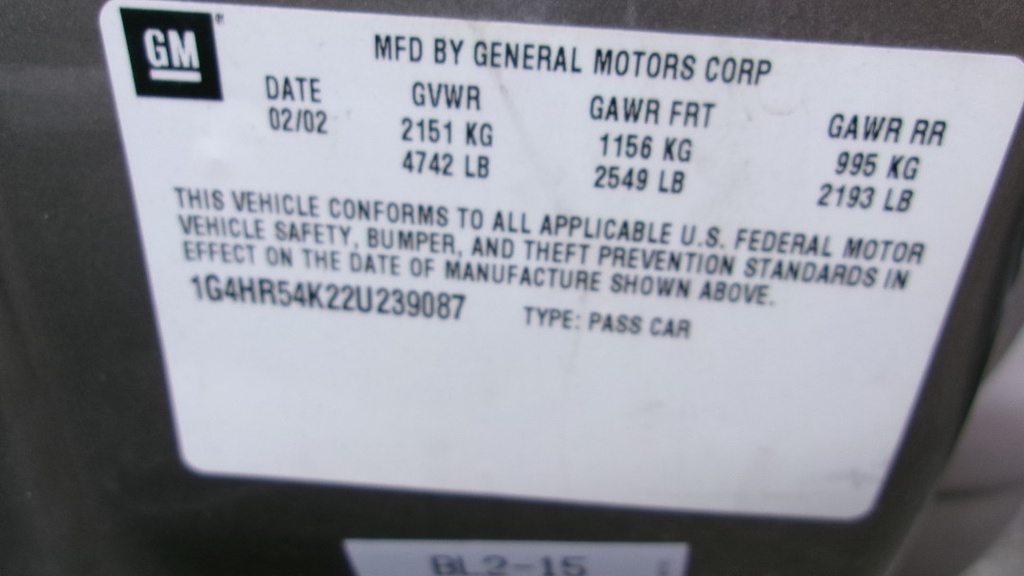 GM
MFD BY GENERAL MOTORS CORP
DATE GVWR GAWR FRT GAWR RR
02/02 2151 KG 1156 KG 995 KG
4742 LB 2549 LB 2193 LB
THIS VEHICLE CONFORMS TO ALL APPLICABLE U.S. FEDERAL MOTOR
VEHICLE SAFETY, BUMPER, AND THEFT PREVENTION STANDARDS IN
EFFECT ON THE DATE OF MANUFACTURE SHOWN ABOVE.
1G4HR54K22U239087 TYPE: PASS CAR
BL2-15